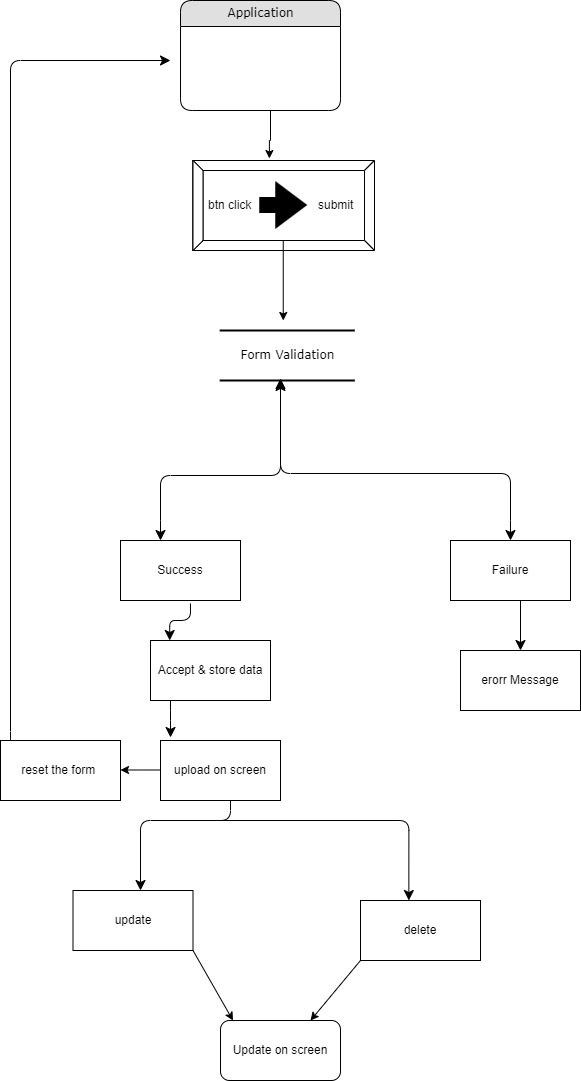 Application
btn click
submit
Form Validation
Success
Failure
Accept & store data
erorr Message
reset the form
upload on screen
update
delete
Update on screen